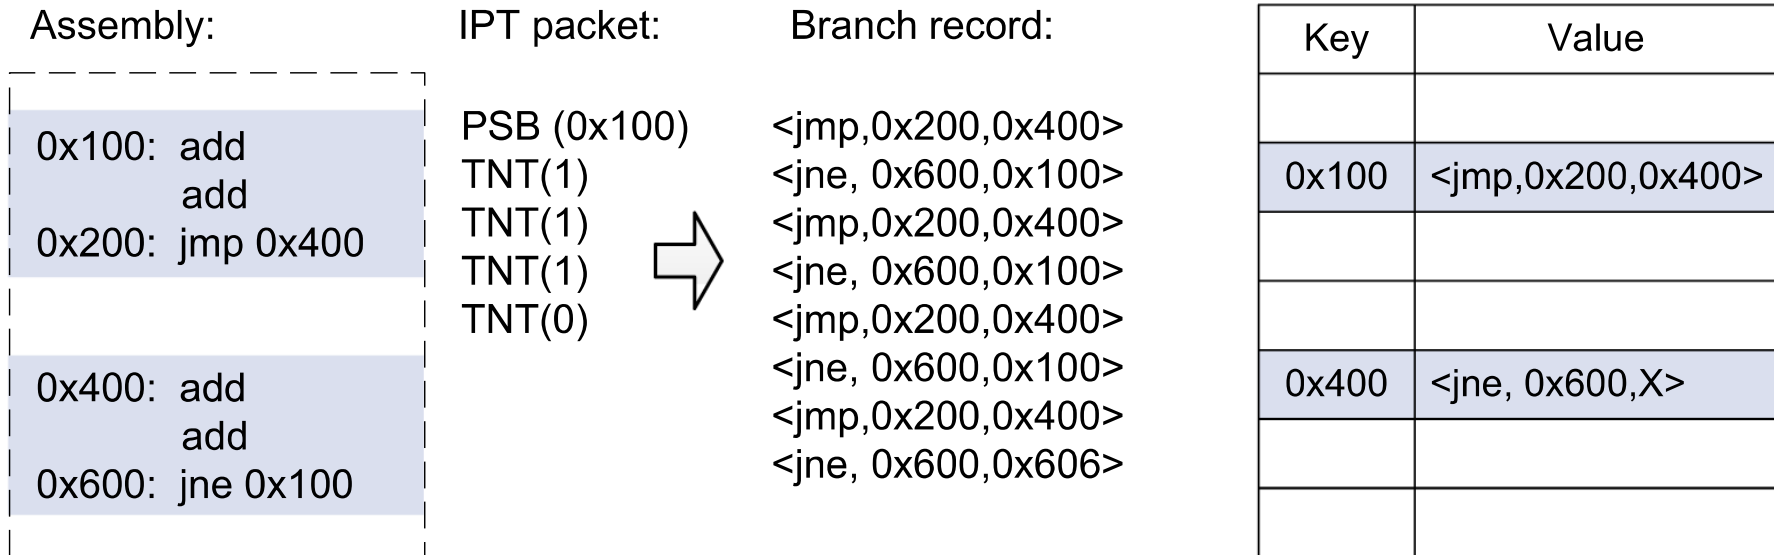 Assembly:
0x100: add
add
0x200: jmp 0x400
0x400: add
add
0x600: jne 0x100
IPT packet:
PSB (0x100)
TNT(1)
TNT(1)
TNT(1)
TNT(0)
Branch record:
<jmp,0x200,0x400>
<jne, 0x600,0x100>
<jmp,0x200,0x400>
<jne, 0x600,0x100>
<jmp,0x200,0x400>
<jne, 0x600,0x100>
<jmp,0x200,0x400>
<jne, 0x600,0x606>
Key Value
0x100 <jmp,0x200,0x400>
0x400 <jne, 0x600,X>